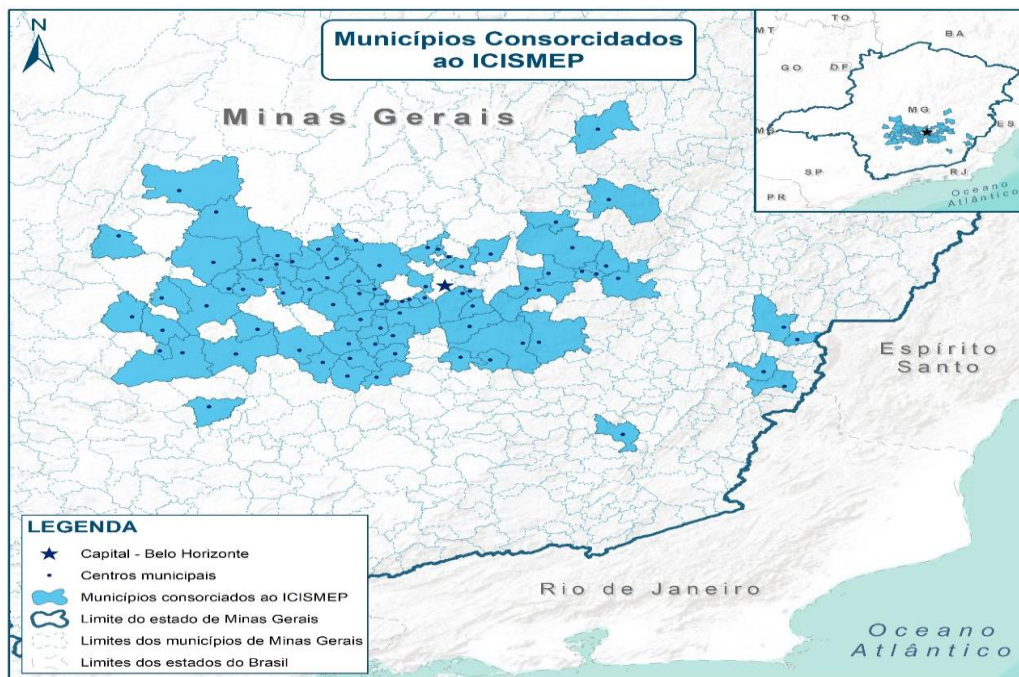 N
Municípios Consorcidados
ao ICISMEP
Minas Gerais
Espírito
Santo
Rio de Janeiro
Oceano
Atlântico
TO
MT
BA
GO
DF
MG
MS
ES
SP
RJ
PR
Oceano
Atlântico
LEGENDA
Capital - Belo Horizonte
Centros municipais
Municípios consorciados ao ICISMEP
Límite do estado de Minas Gerais
Limites dos municípios de Minas Gerais
Limites dos estados do Brasil